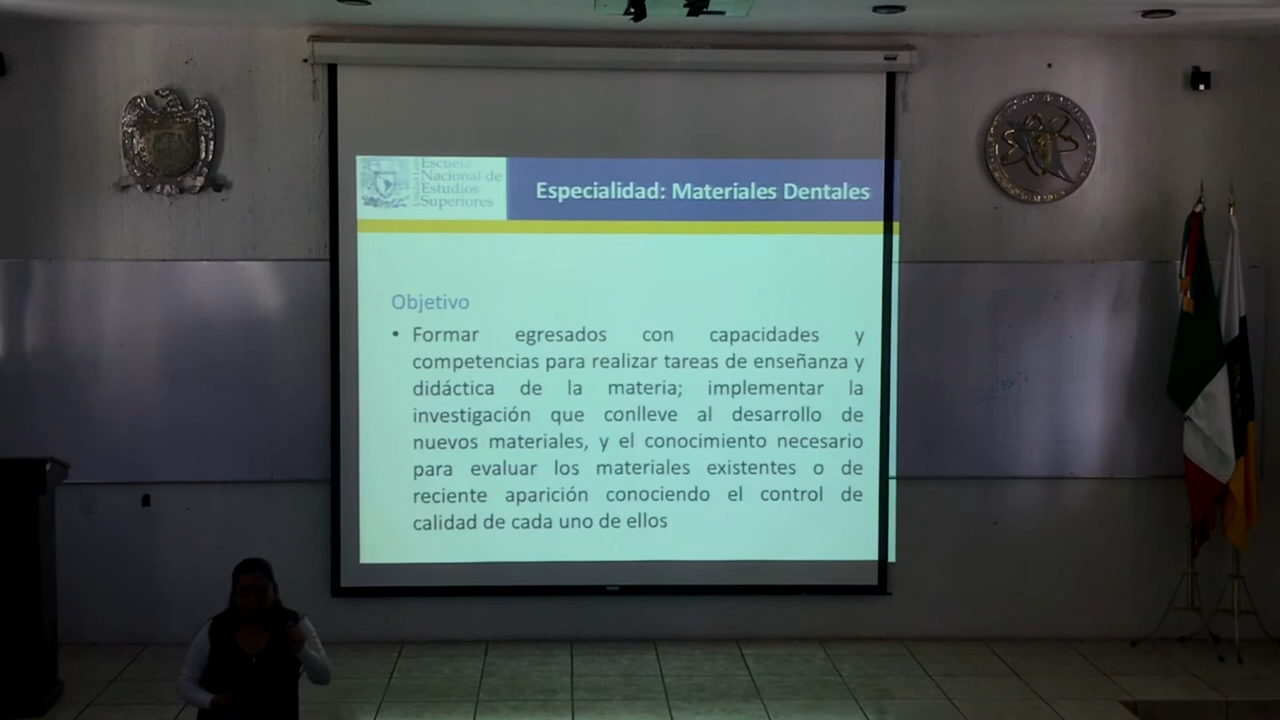 Escuela
Nacional de
Estudios
Superiores
Especialidad: Materiales Dentales
Objetivo
• Formar egresados con capacidades y
competencias para realizar tareas de enseñanza y
didáctica de la materia; implementar la
investigación que conlleve al desarrollo de
nuevos materiales, y el conocimiento necesario
para evaluar los materiales existentes o de
reciente aparición conociendo el control de
calidad de cada uno de ellos